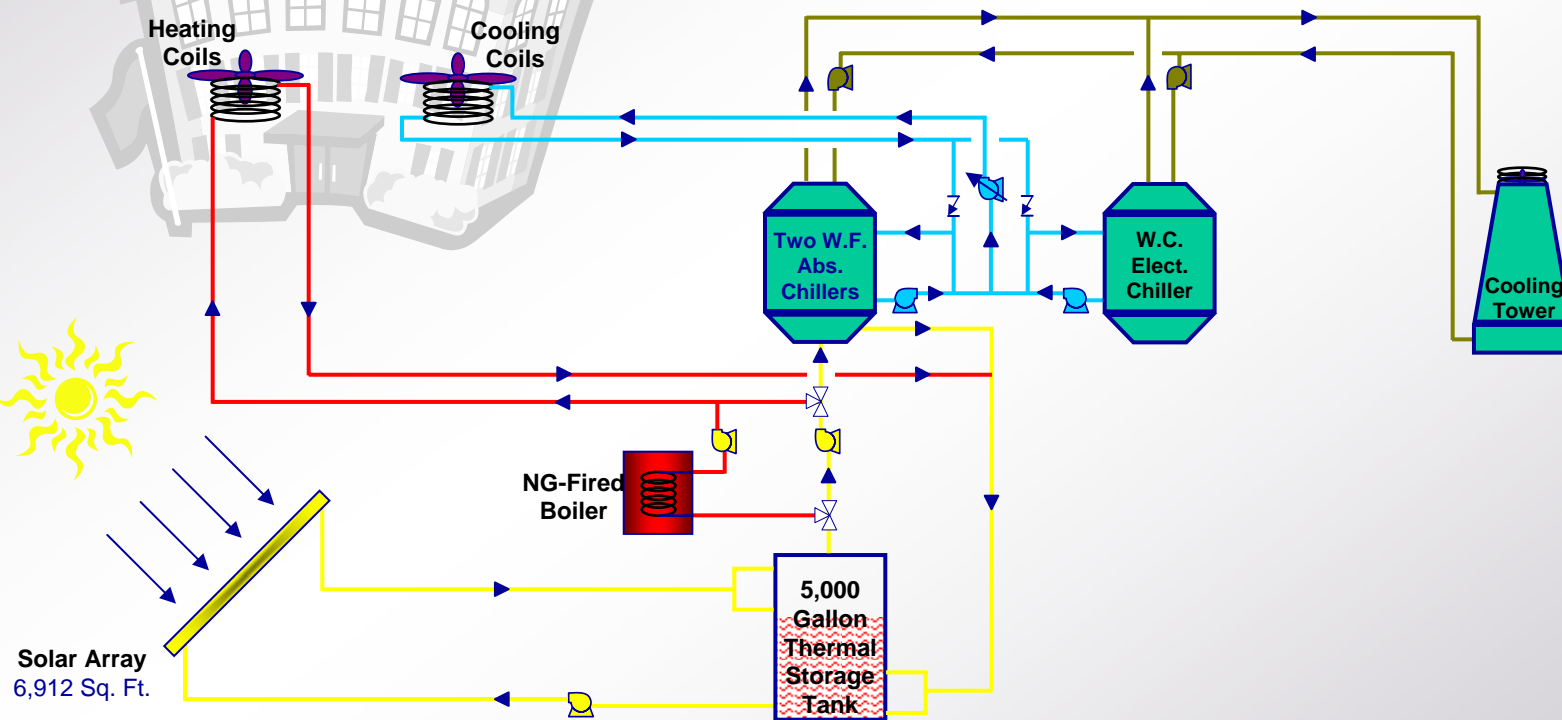 Heating
Coils
Cooling
Coils
Two W.F.
Abs.
Chillers
W.C.
Elect.
Chiller
Cooling
Tower
NG-Fired
Boiler
5,000
Gallon
Thermal
Storage
Tank
Solar Array
6,912 Sq. Ft.